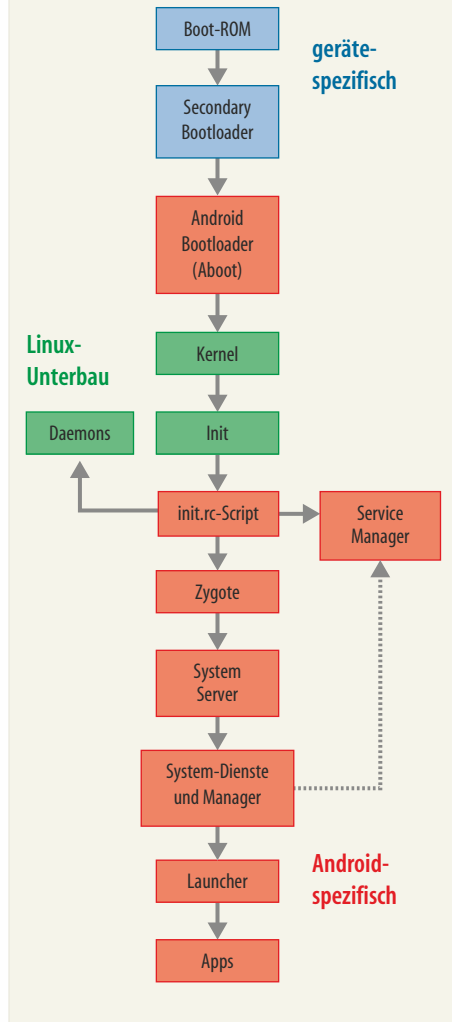 Boot-ROM
geräte-
spezifisch
Secondary
Bootloader
Android
Bootloader
(Aboot)
Linux-
Unterbau
Kernel
Daemons
Init
init.rc-Script
Service
Manager
Zygote
System
Server
System-Dienste
und Manager
Launcher
Android-
spezifisch
Apps